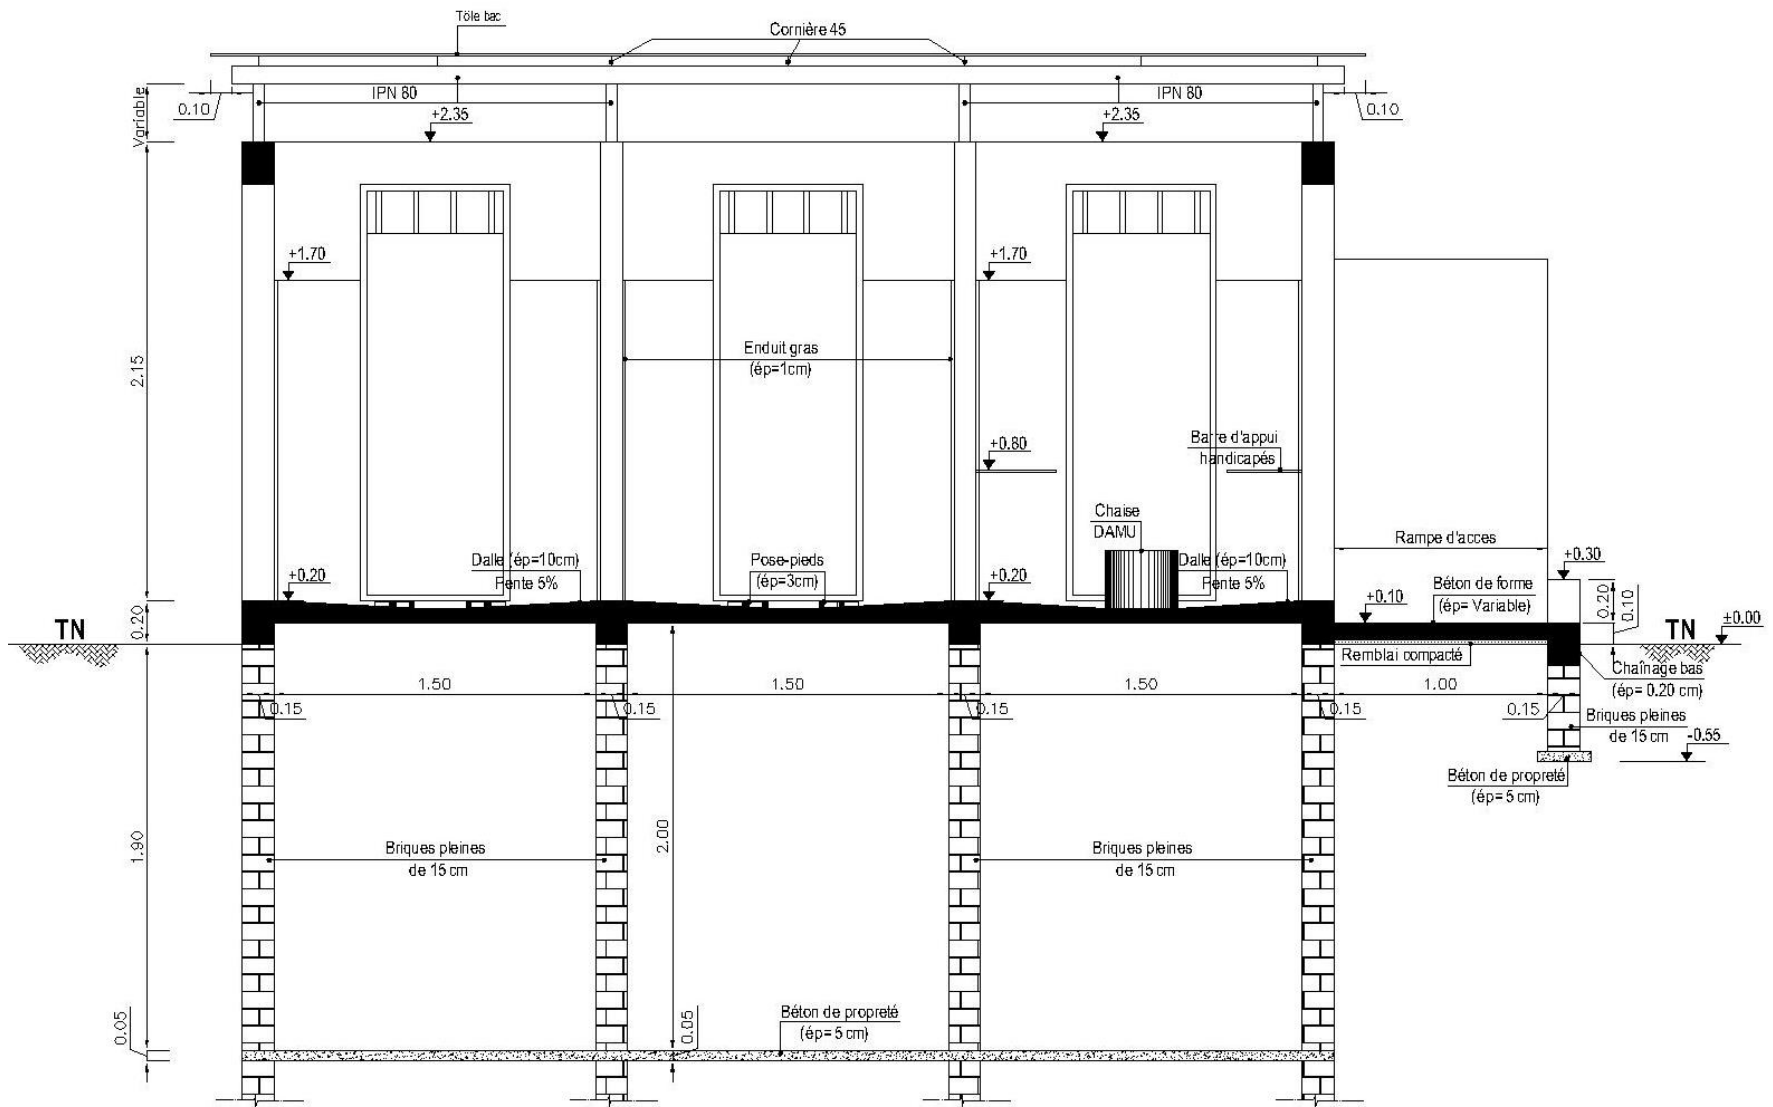 Tôle bac
Cornière 45
IPN 80
IPN 80
0.10
0.10
Variable
+2.35
+2.35
+1.70
+1.70
2.15
Enduit gras
(ép=1cm)
+0.80
Barre d'appui
handicapés
Chaise
DAMU
Rampe d'acces
Dalle (ép=10cm)
Pente 5%
Pose-pieds
(ép=3cm)
Dalle (ép=10cm)
Pente 5%
+0.20
+0.20
+0.30
Béton de forme
(ép= Variable)
+0.10
0.20
0.10
0.20
TN
TN
±0.00
Remblai compacté
Chaînage bas
(ép= 0.20 cm)
1.50
1.50
1.50
1.00
0.15
0.15
0.15
0.15
0.15
Briques pleines
de 15 cm
-0.55
Béton de propreté
(ép= 5 cm)
1.90
2.00
Briques pleines
de 15 cm
Briques pleines
de 15 cm
0.05
0.05
Béton de propreté
(ép= 5 cm)